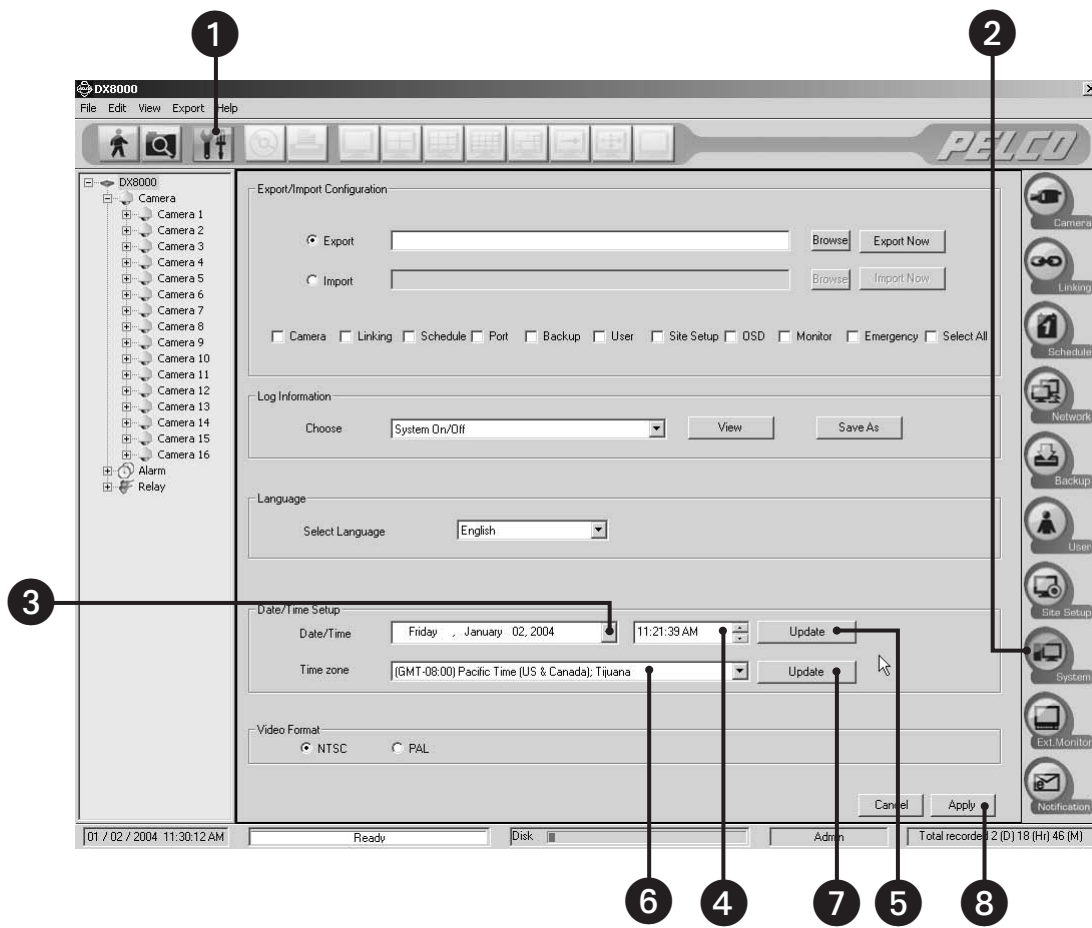 1
2
DX8000
File Edit View Export Help
PELCO
DX8000
Camera
Camera 1
Camera 2
Camera 3
Camera 4
Camera 5
Camera 6
Camera 7
Camera 8
Camera 9
Camera 10
Camera 11
Camera 12
Camera 13
Camera 14
Camera 15
Camera 16
Alarm
Relay
Export/Import Configuration
Export Browse Export Now
Import Browse Import Now
Camera Linking Schedule Port Backup User Site Setup OSD Monitor Emergency Select All
Log Information
Choose System On/Off View Save As
Language
Select Language English
3
Date/Time Setup
Date/Time Friday , January 02, 2004 11:21:39 AM Update
Time zone (GMT-08:00) Pacific Time (US & Canada); Tijuana Update
Video Format
NTSC PAL
Cancel Apply
Camera
Linking
Schedule
Network
Backup
User
Site Setup
System
Ext.Monitor
Notification
01 / 02 / 2004 11:30:12 AM Ready Disk Admin Total recorded 2 (D) 18 (Hr) 46 (M)
6 4 7 5 8